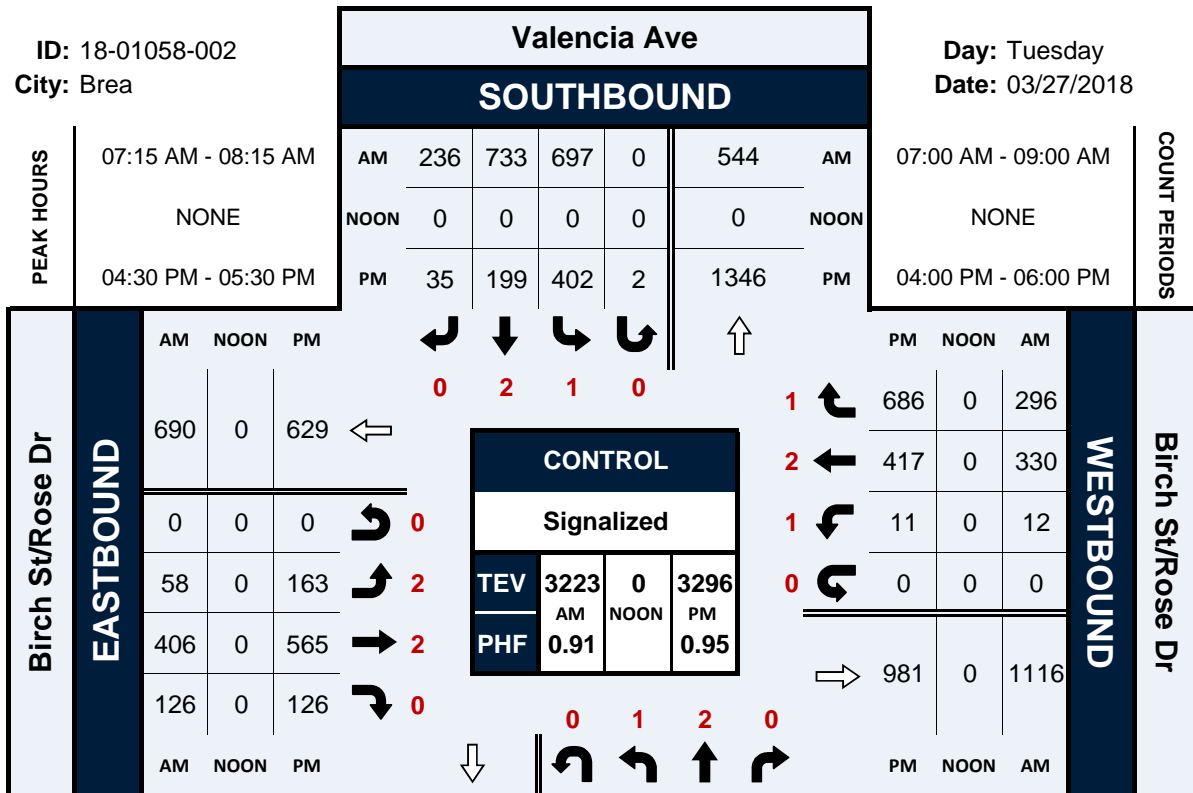 ID: 18-01058-002
City: Brea
Valencia Ave
SOUTHBOUND
Day: Tuesday
Date: 03/27/2018
PEAK HOURS
07:15 AM - 08:15 AM
NONE
04:30 PM - 05:30 PM
AM 236 733 697 0 544 AM
NOON 0 0 0 0 0 NOON
PM 35 199 402 2 1346 PM
07:00 AM - 09:00 AM
NONE
04:00 PM - 06:00 PM
COUNT PERIODS
0 2 1 0
Birch St/Rose Dr
EASTBOUND
AM NOON PM
690 0 629
0 0 0 0
58 0 163 2
406 0 565 2
126 0 126 0
AM NOON PM
CONTROL
Signalized
TEV 3223 0 3296
AM NOON PM
PHF 0.91 0.95
PM NOON AM
1 686 0 296
2 417 0 330
1 11 0 12
0 0 0 0
981 0 1116
PM NOON AM
WESTBOUND
Birch St/Rose Dr
0 1 2 0